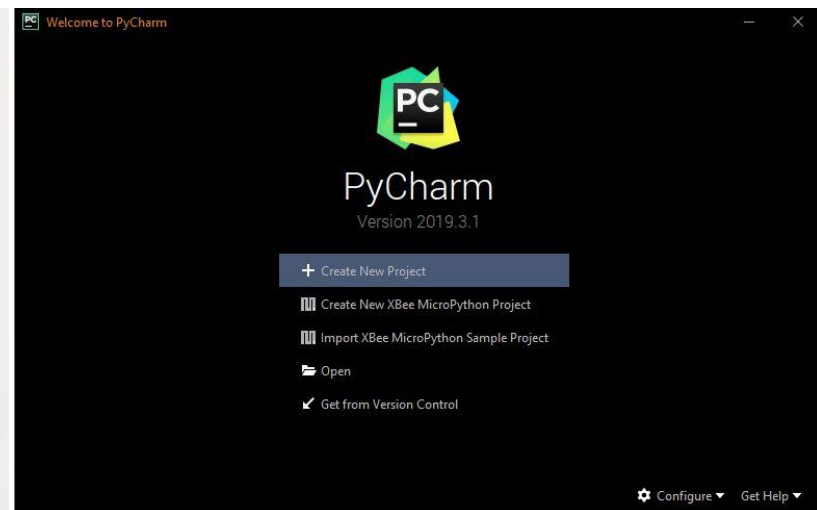 Welcome to PyCharm
PC
PyCharm
Version 2019.3.1
Create New Project
Create New XBee MicroPython Project
Import XBee MicroPython Sample Project
Open
Get from Version Control
Configure Get Help